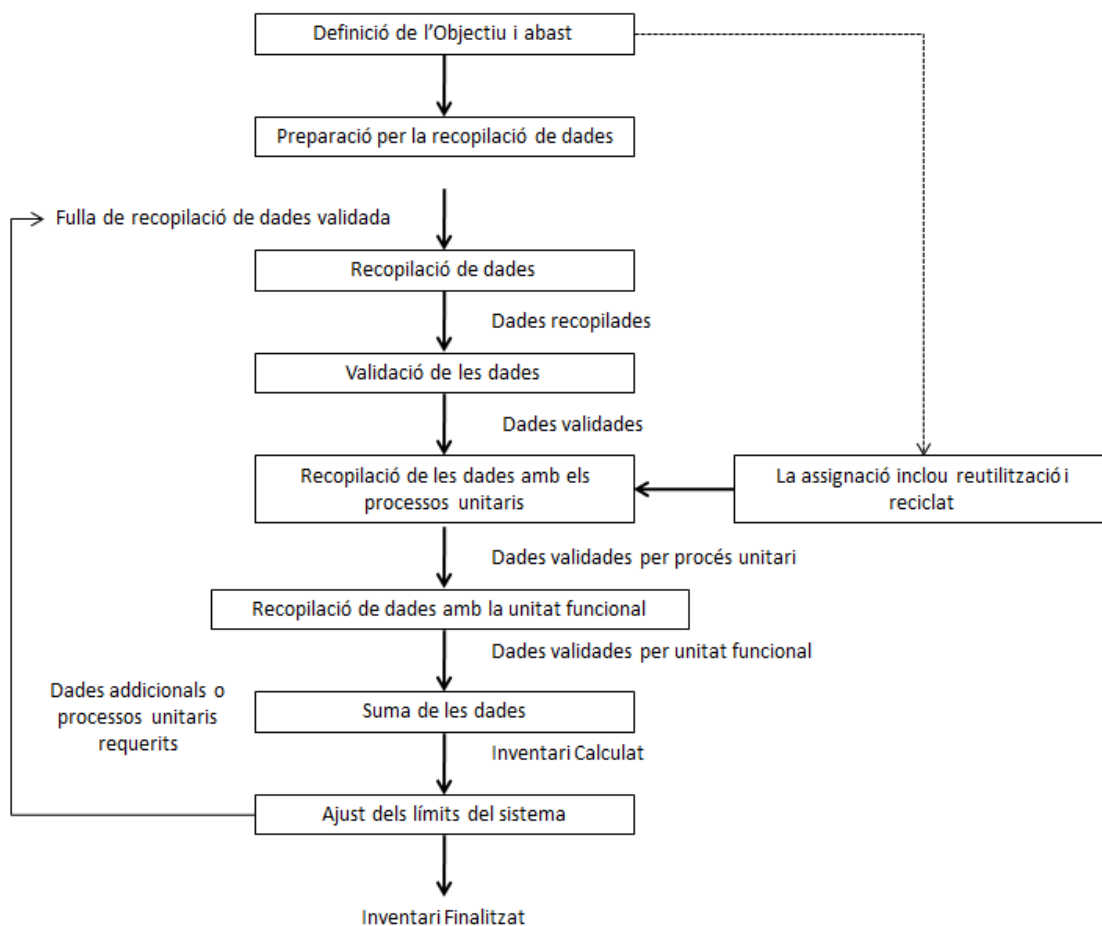 Definició de l'Objectiu i abast
Preparació per la recopilació de dades
Fulla de recopilació de dades validada
Recopilació de dades
Dades recopilades
Validació de les dades
Dades validades
Recopilació de les dades amb els
processos unitaris
La assignació inclou reutilització i
reciclat
Dades validades per procés unitari
Recopilació de dades amb la unitat funcional
Dades validades per unitat funcional
Dades addicionals o
processos unitaris
requerits
Suma de les dades
Inventari Calculat
Ajust dels límits del sistema
Inventari Finalitzat